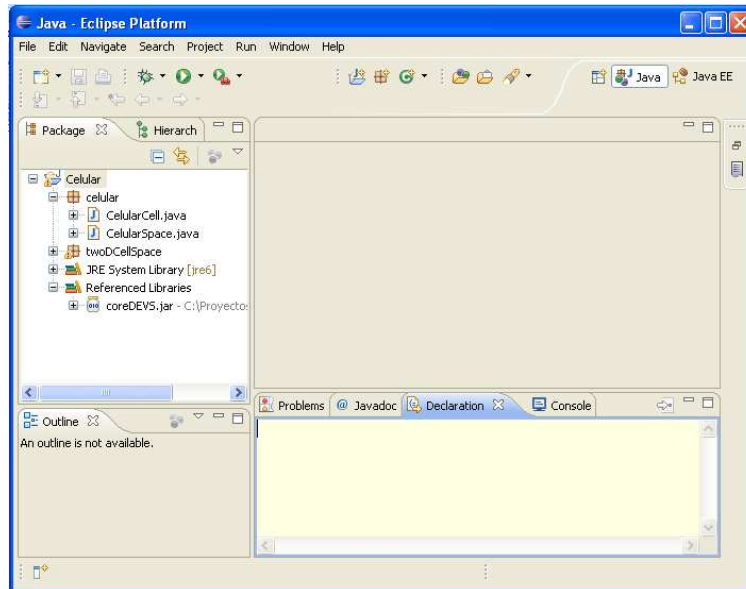 Java - Eclipse Platform
File Edit Navigate Search Project Run Window Help
Java Java EE
Package Hierarch
Celular
celular
CelularCell.java
CelularSpace.java
twoDCellSpace
JRE System Library [jre6]
Referenced Libraries
coreDEVS.jar - C:\Proyecto
Problems @ Javadoc Declaration Console
Outline
An outline is not available.